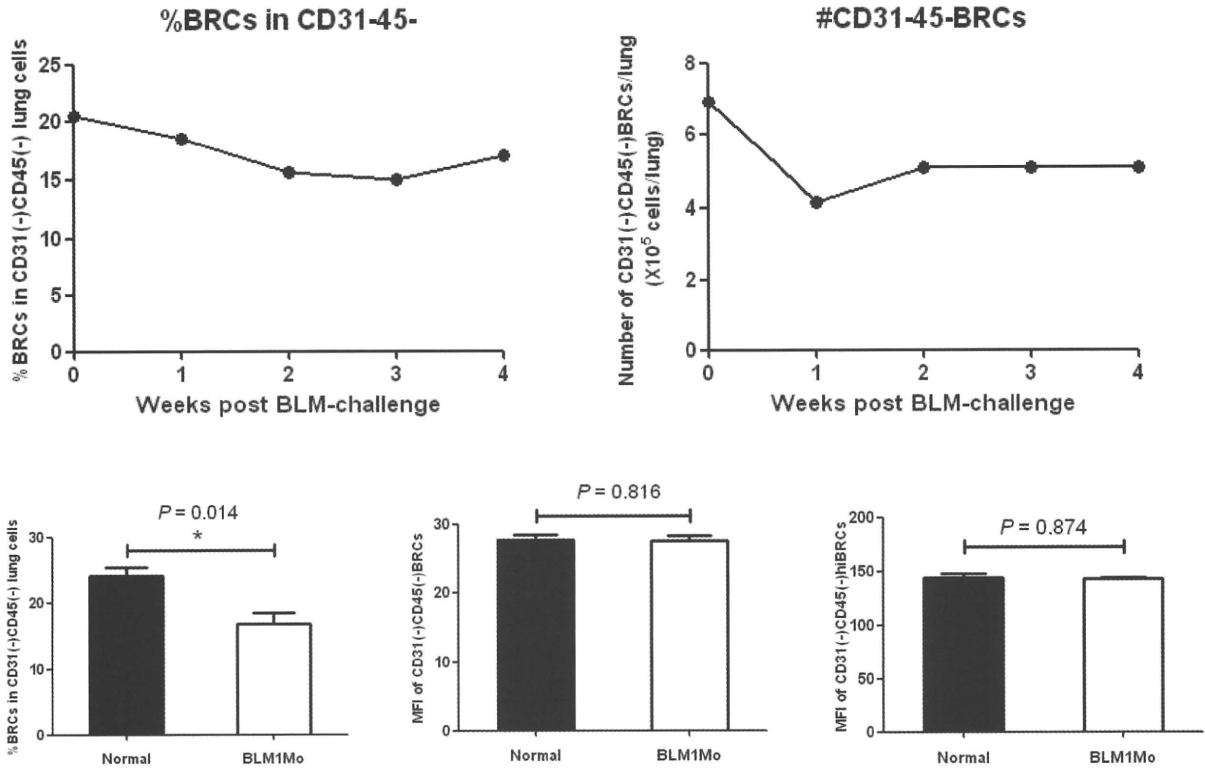 %BRCs in CD31-45-
% BRCs in CD31(-)CD45(-) lung cells
25
20
15
10
5
0
0 1 2 3 4
Weeks post BLM-challenge
#CD31-45-BRCs
Number of CD31(-)CD45(-)BRCs/lung
(X10⁵ cells/lung)
8
6
4
2
0
0 1 2 3 4
Weeks post BLM-challenge
%BRCs in CD31(-)CD45(-) lung cells
P = 0.014
*
30
20
10
0
Normal BLM1Mo
MFI of CD31(-)CD45(-)BRCs
P = 0.816
30
20
10
0
Normal BLM1Mo
MFI of CD31(-)CD45(-)hiBRCs
P = 0.874
200
150
100
50
0
Normal BLM1Mo